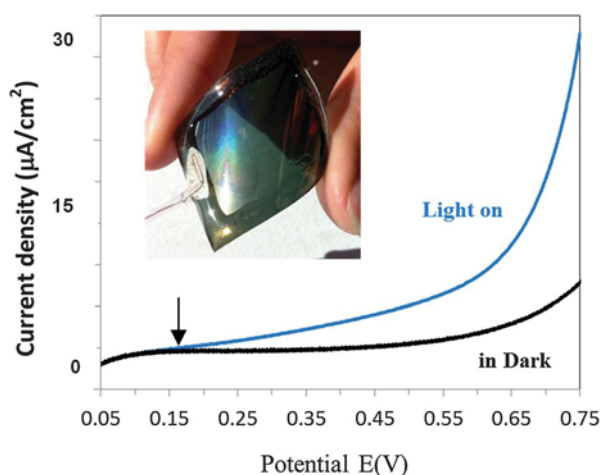 30
15
0
Current density (µA/cm²)
Light on
in Dark
0.05 0.15 0.25 0.35 0.45 0.55 0.65 0.75
Potential E(V)